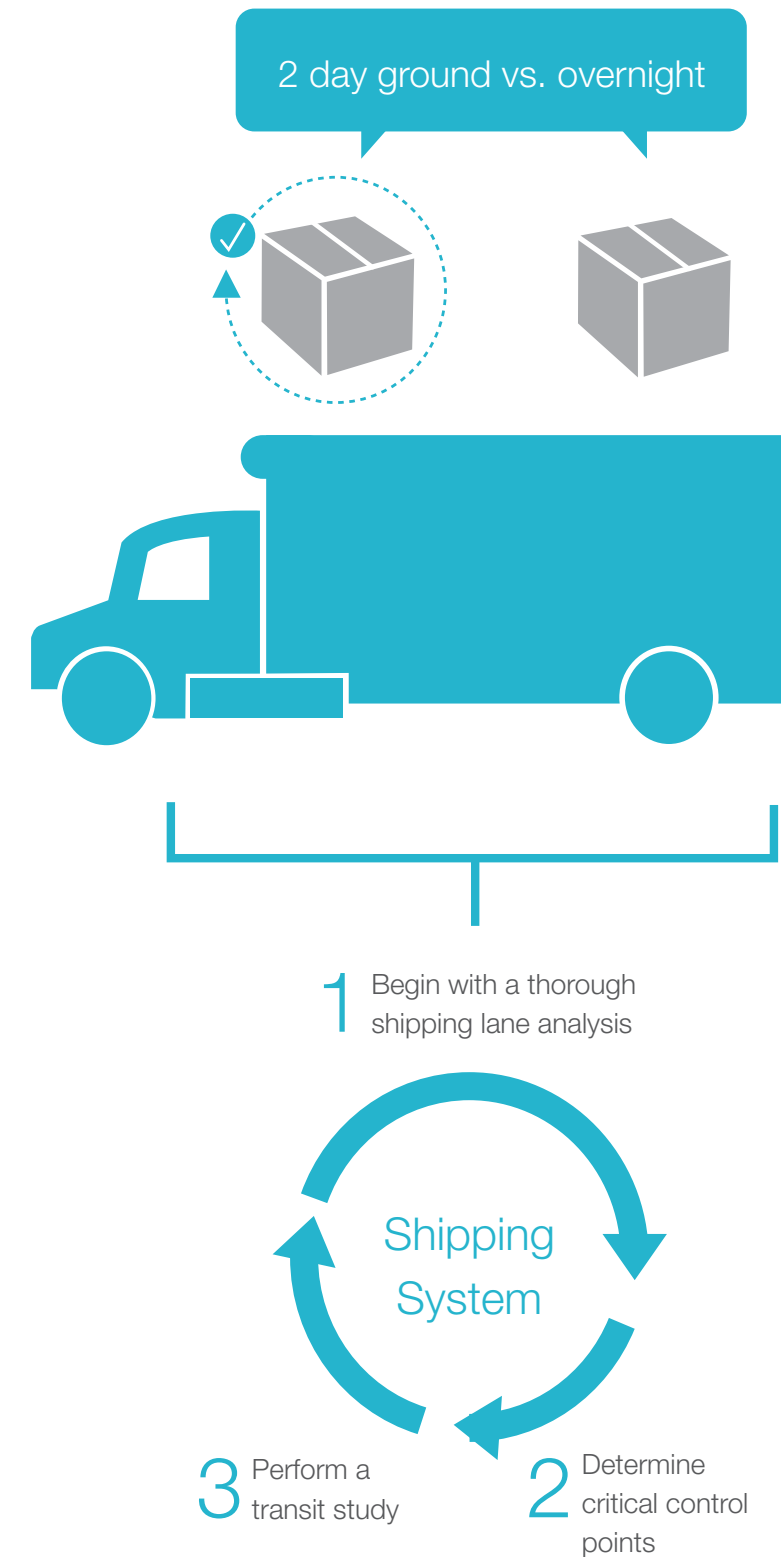 2 day ground vs. overnight
1 Begin with a thorough
shipping lane analysis
Shipping
System
3 Perform a
transit study
2 Determine
critical control
points